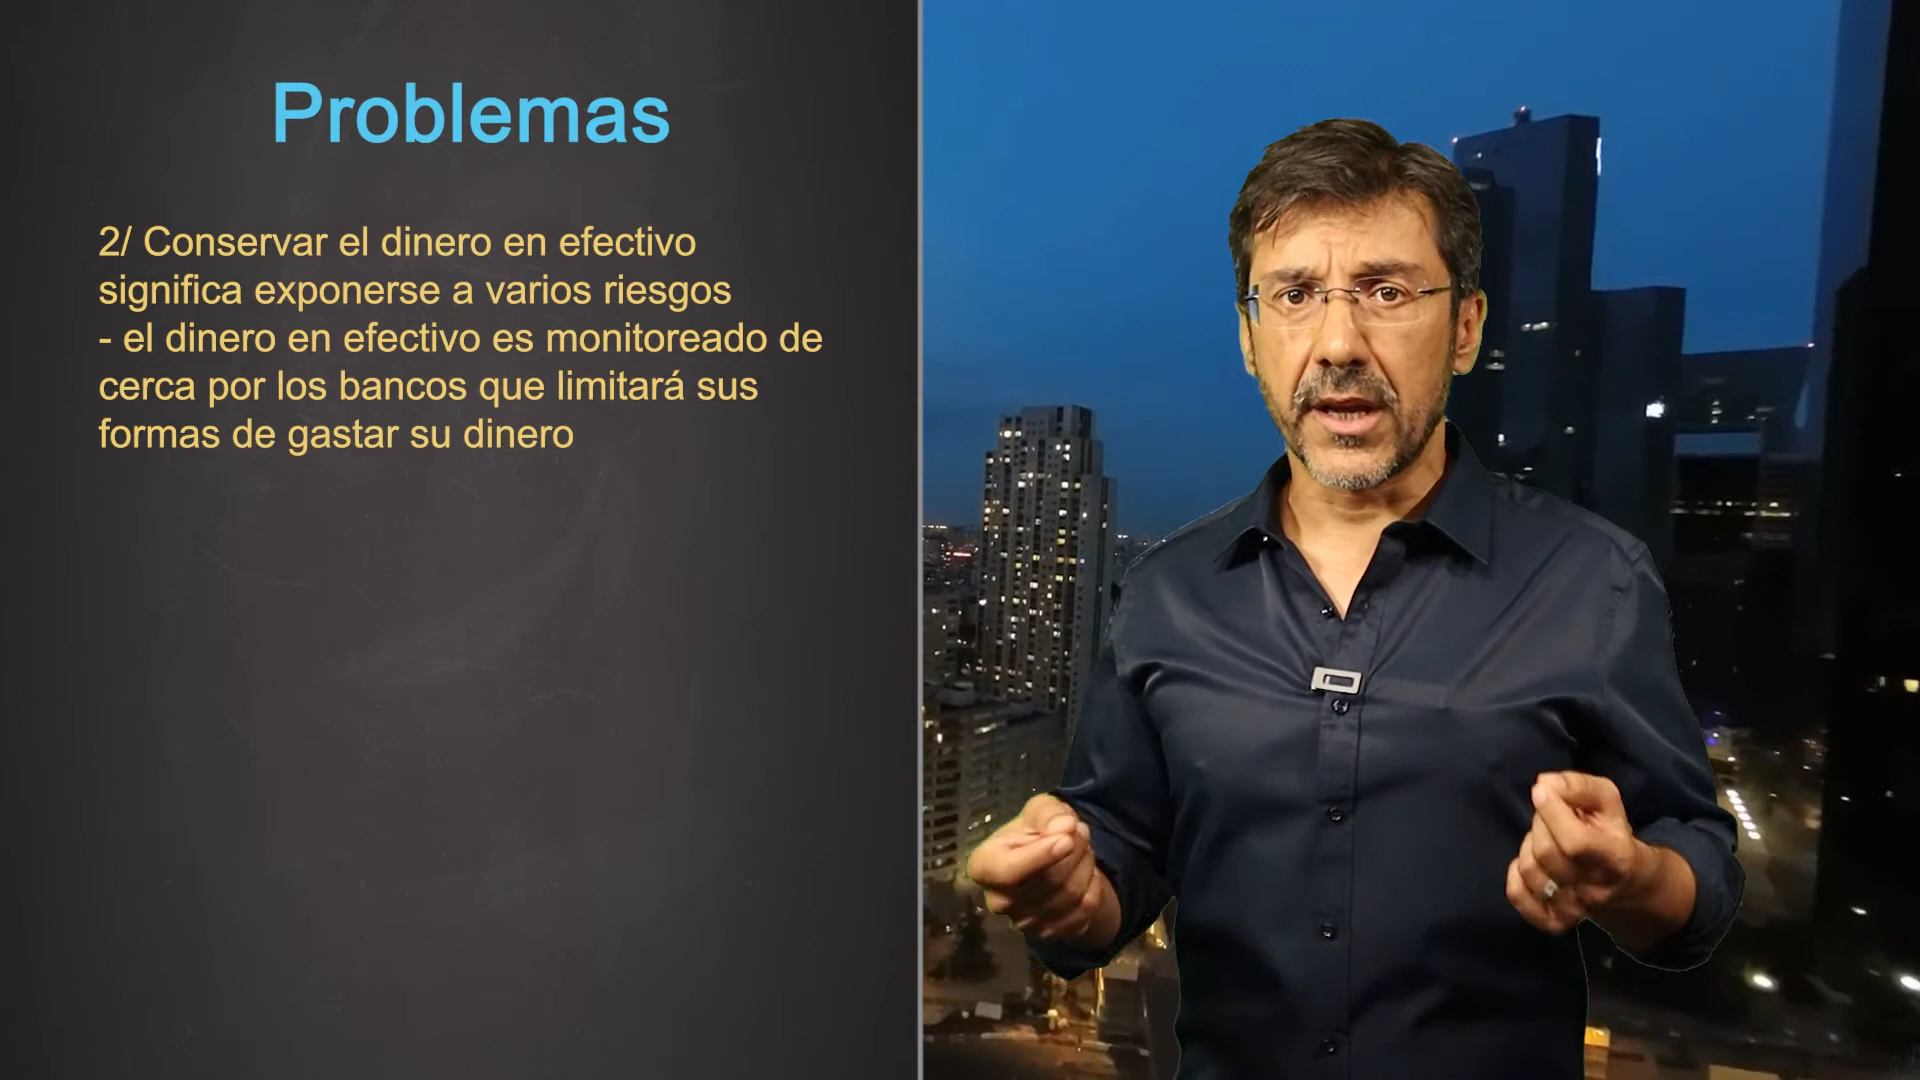 Problemas
2/ Conservar el dinero en efectivo
significa exponerse a varios riesgos
- el dinero en efectivo es monitoreado de
cerca por los bancos que limitará sus
formas de gastar su dinero